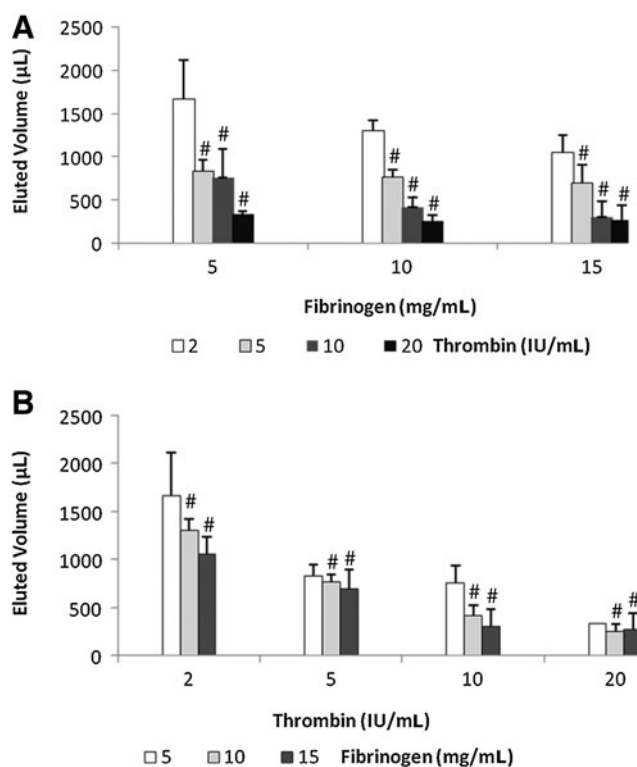 A
2500
2000
1500
1000
500
0
Eluted Volume (µL)
# # #
# # #
# # #
5 10 15
Fibrinogen (mg/mL)
2 5 10 20 Thrombin (IU/mL)
B
2500
2000
1500
1000
500
0
Eluted Volume (µL)
# #
# #
# #
# #
2 5 10 20
Thrombin (IU/mL)
5 10 15 Fibrinogen (mg/mL)